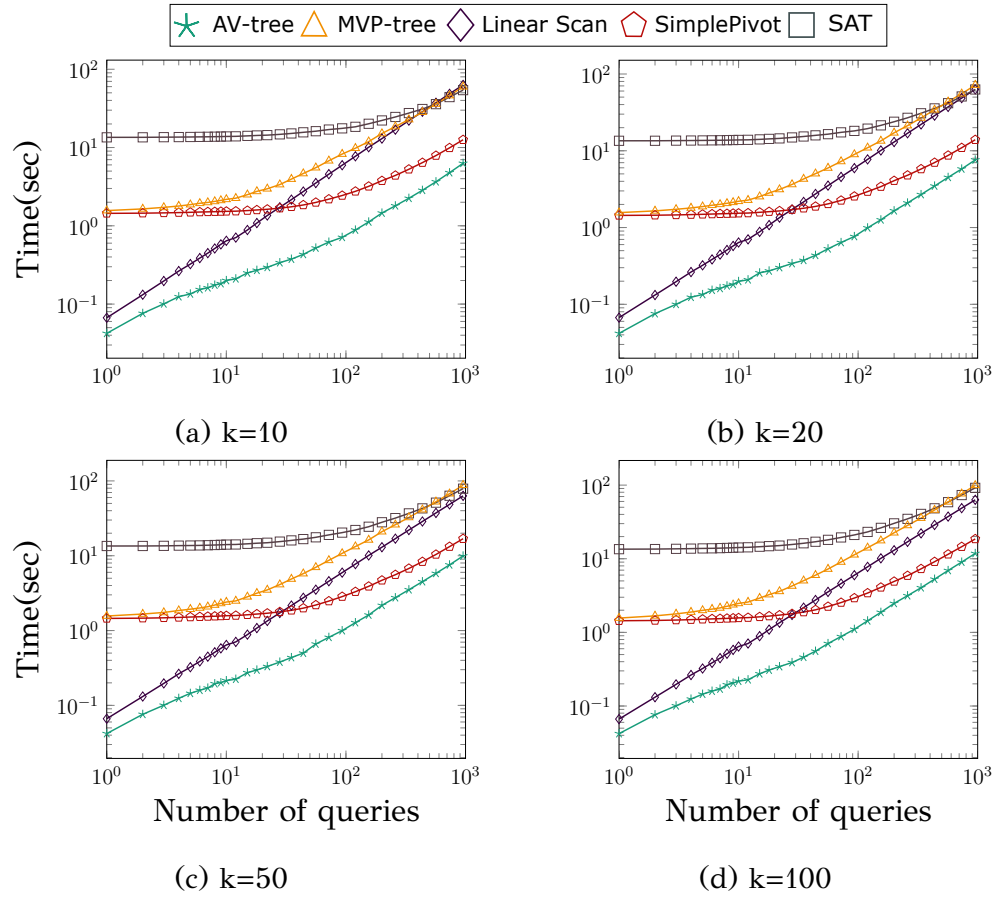 AV-tree MVP-tree Linear Scan SimplePivot SAT
Time(sec)
10^2
10^1
10^0
10^−1
10^0 10^1 10^2 10^3
(a) k=10
10^2
10^1
10^0
10^−1
10^0 10^1 10^2 10^3
(b) k=20
Time(sec)
10^2
10^1
10^0
10^−1
10^0 10^1 10^2 10^3
Number of queries
(c) k=50
10^2
10^1
10^0
10^−1
10^0 10^1 10^2 10^3
Number of queries
(d) k=100